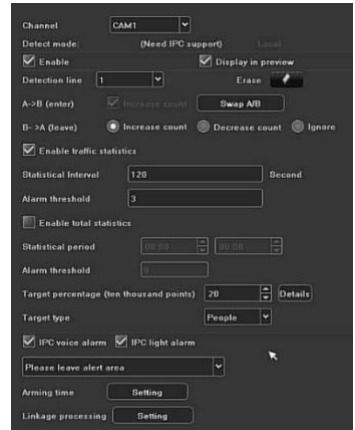 Channel CAM1
Detect mode: (Need IPC support) Local
Enable Display in preview
Detection line 1 Erase
A->B (enter) Increase count Swap A/B
B- >A (leave) Increase count Decrease count Ignore
Enable traffic statistics
Statistical Interval 120 Second
Alarm threshold 3
Enable total statistics
Statistical period 00:00 00:00
Alarm threshold 0
Target percentage (ten thousand points) 20 Details
Target type People
IPC voice alarm IPC light alarm
Please leave alert area
Arming time Setting
Linkage processing Setting